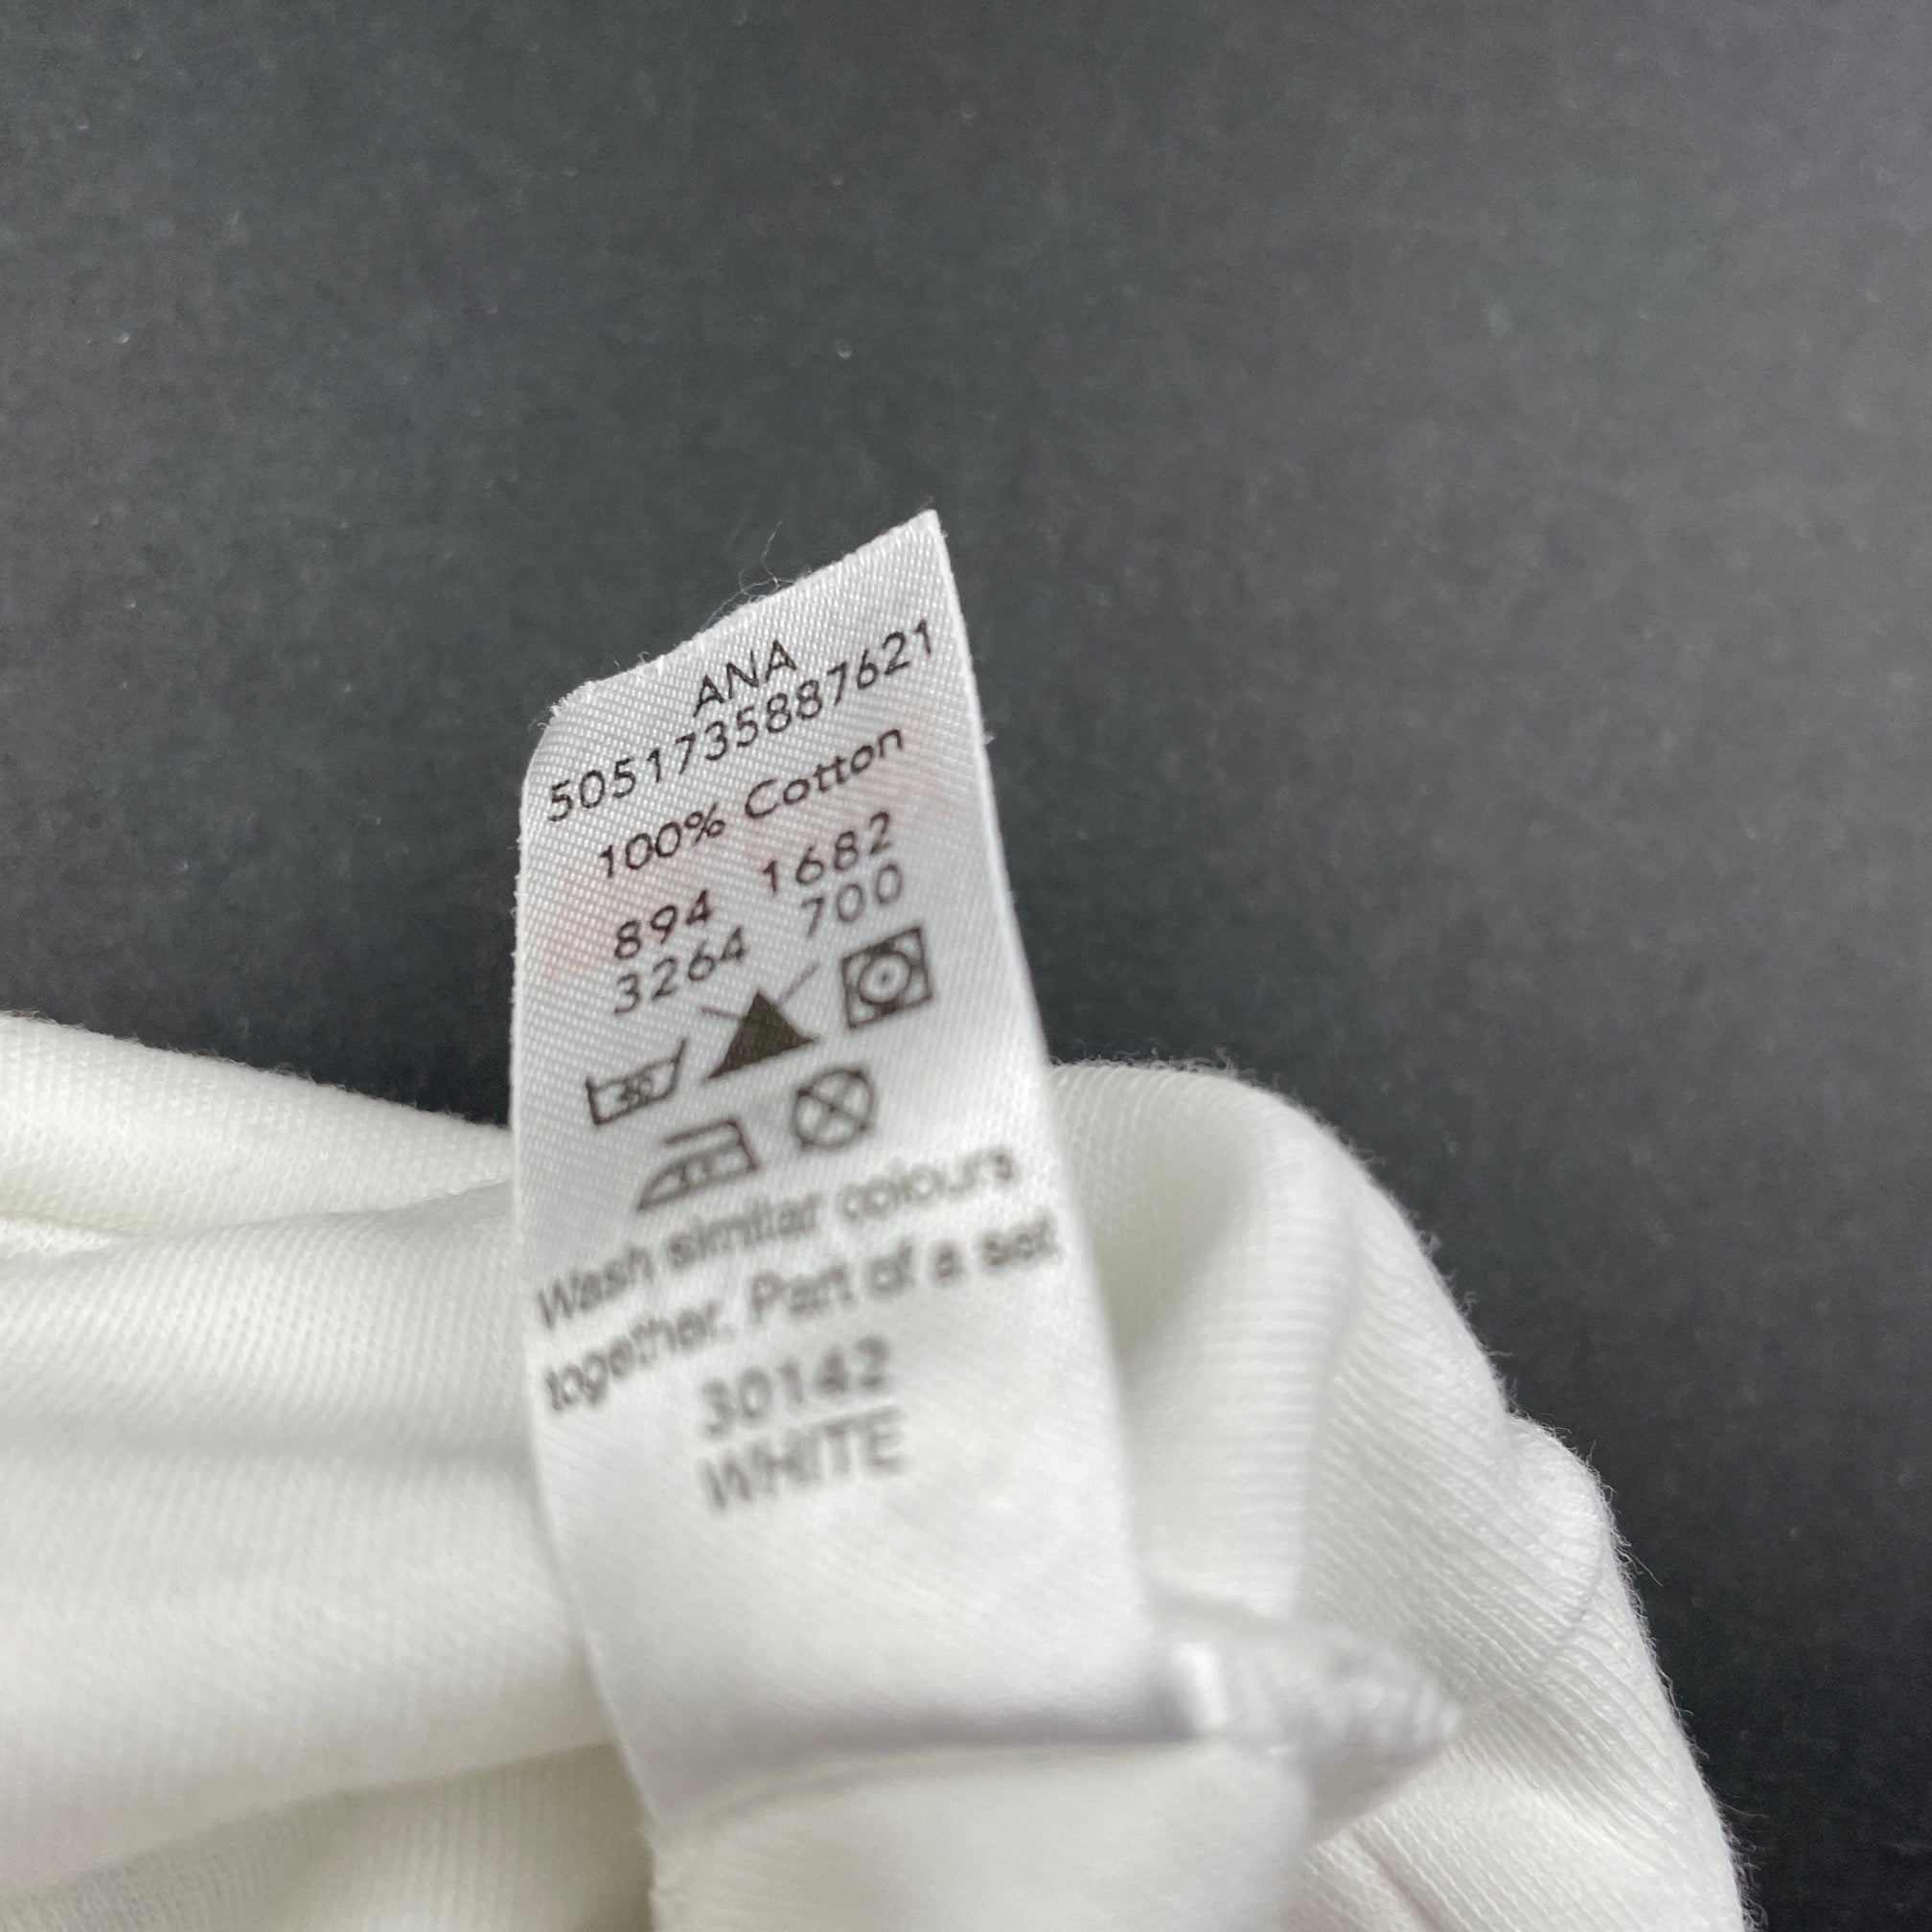 ANA
5051735887621
100% Cotton
894 1682
3264 700
Wash similar colours
together. Part of a set
30142
WHITE